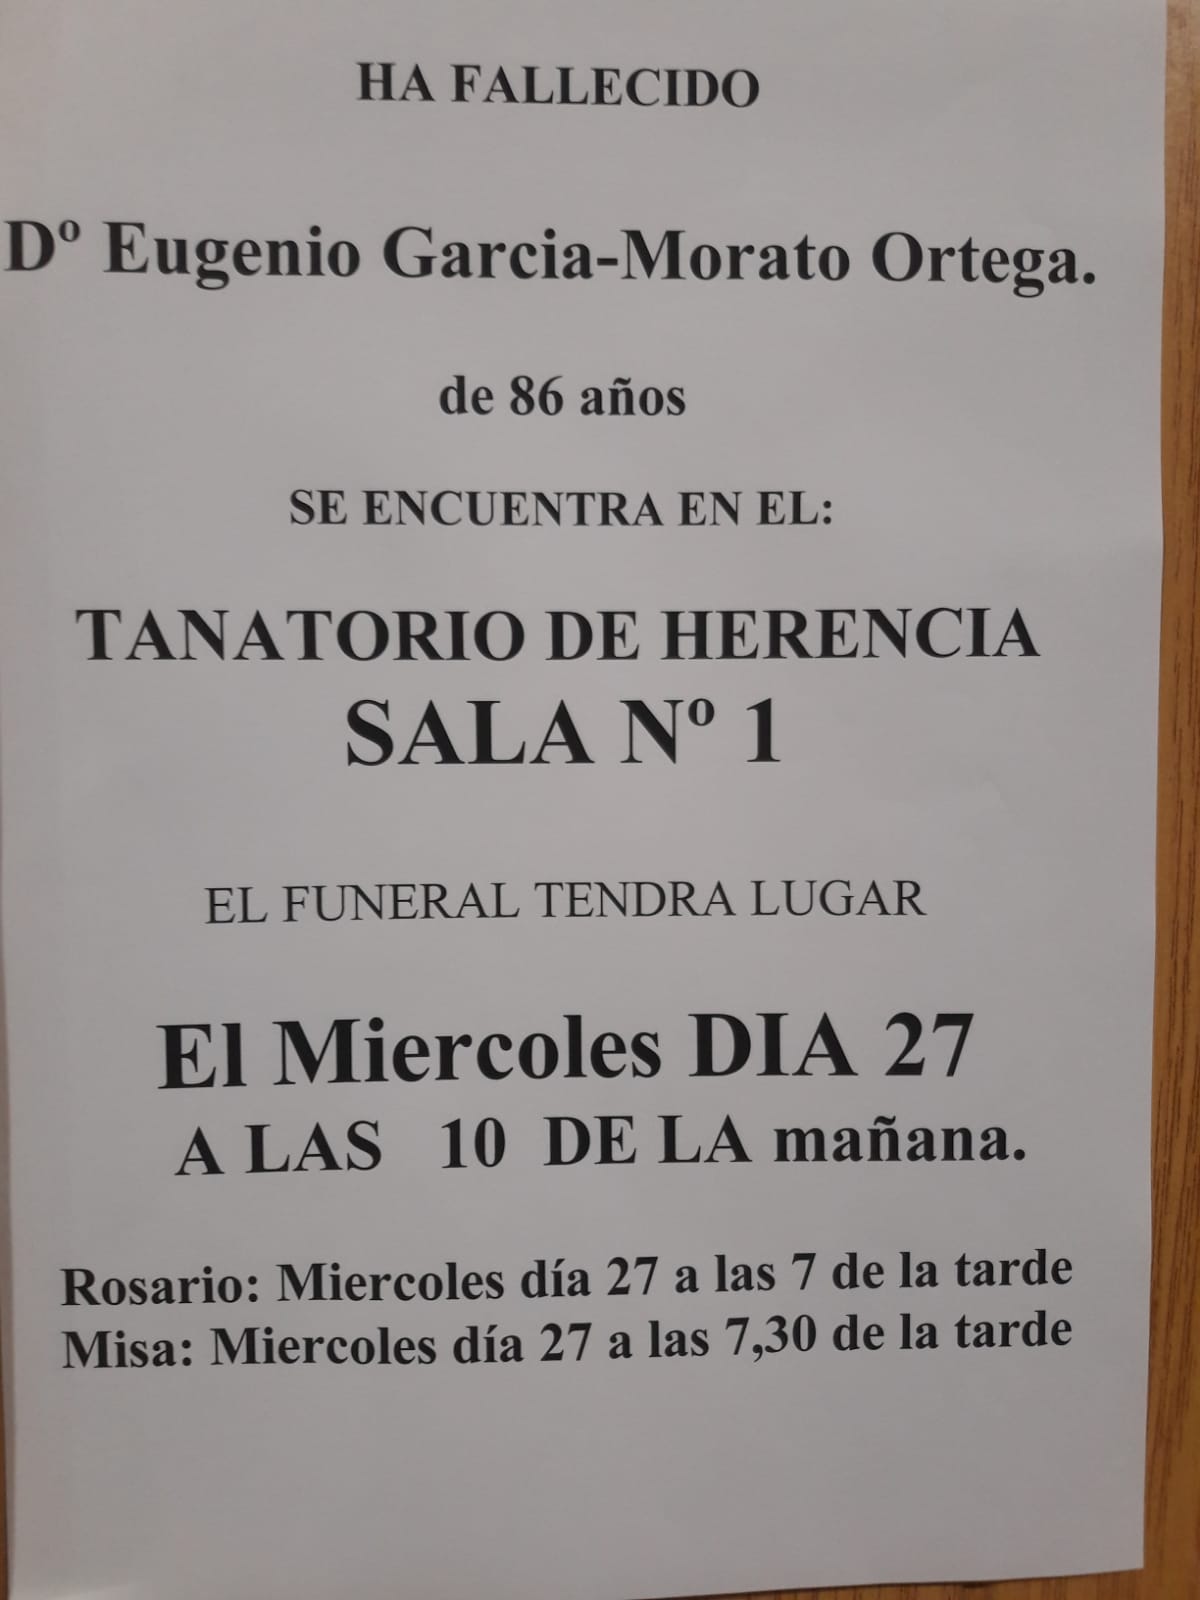 HA FALLECIDO
Dº Eugenio Garcia-Morato Ortega.
de 86 años
SE ENCUENTRA EN EL:
TANATORIO DE HERENCIA
SALA Nº 1
EL FUNERAL TENDRA LUGAR
El Miercoles DIA 27
A LAS 10 DE LA mañana.
Rosario: Miercoles día 27 a las 7 de la tarde
Misa: Miercoles día 27 a las 7,30 de la tarde